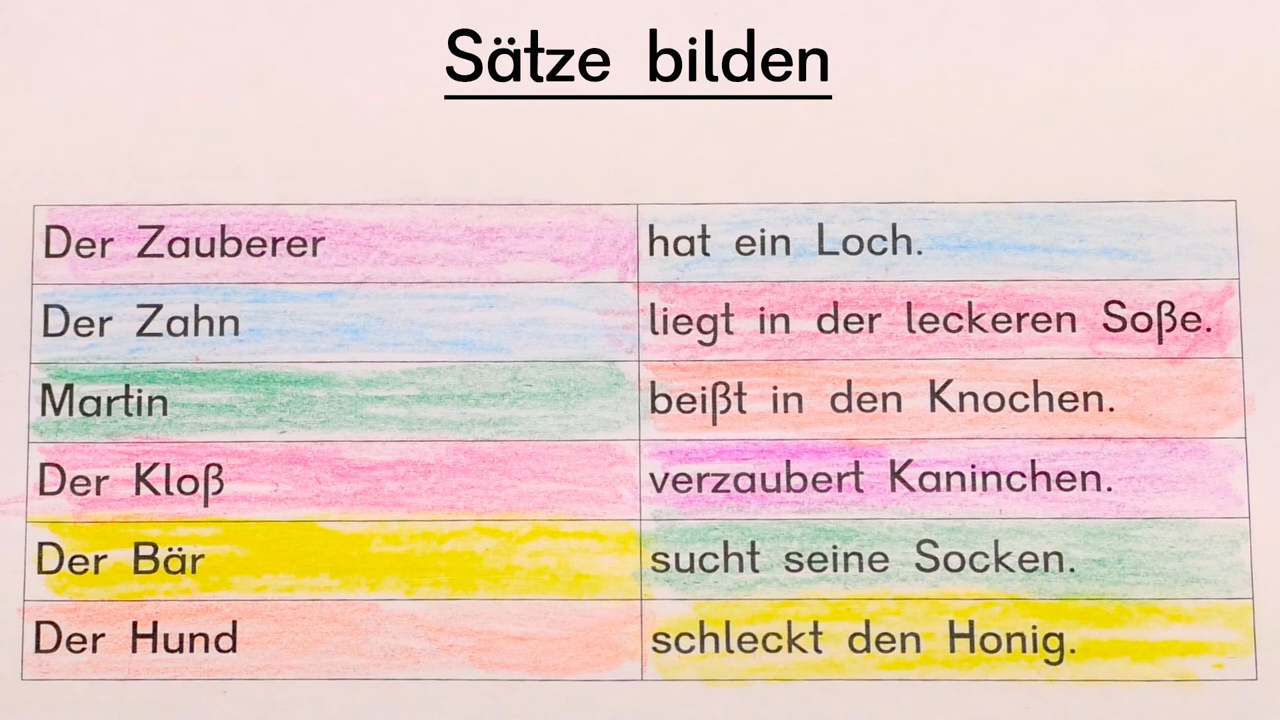 Sätze bilden
Der Zauberer hat ein Loch.
Der Zahn liegt in der leckeren Soße.
Martin beißt in den Knochen.
Der Kloß verzaubert Kaninchen.
Der Bär sucht seine Socken.
Der Hund schleckt den Honig.